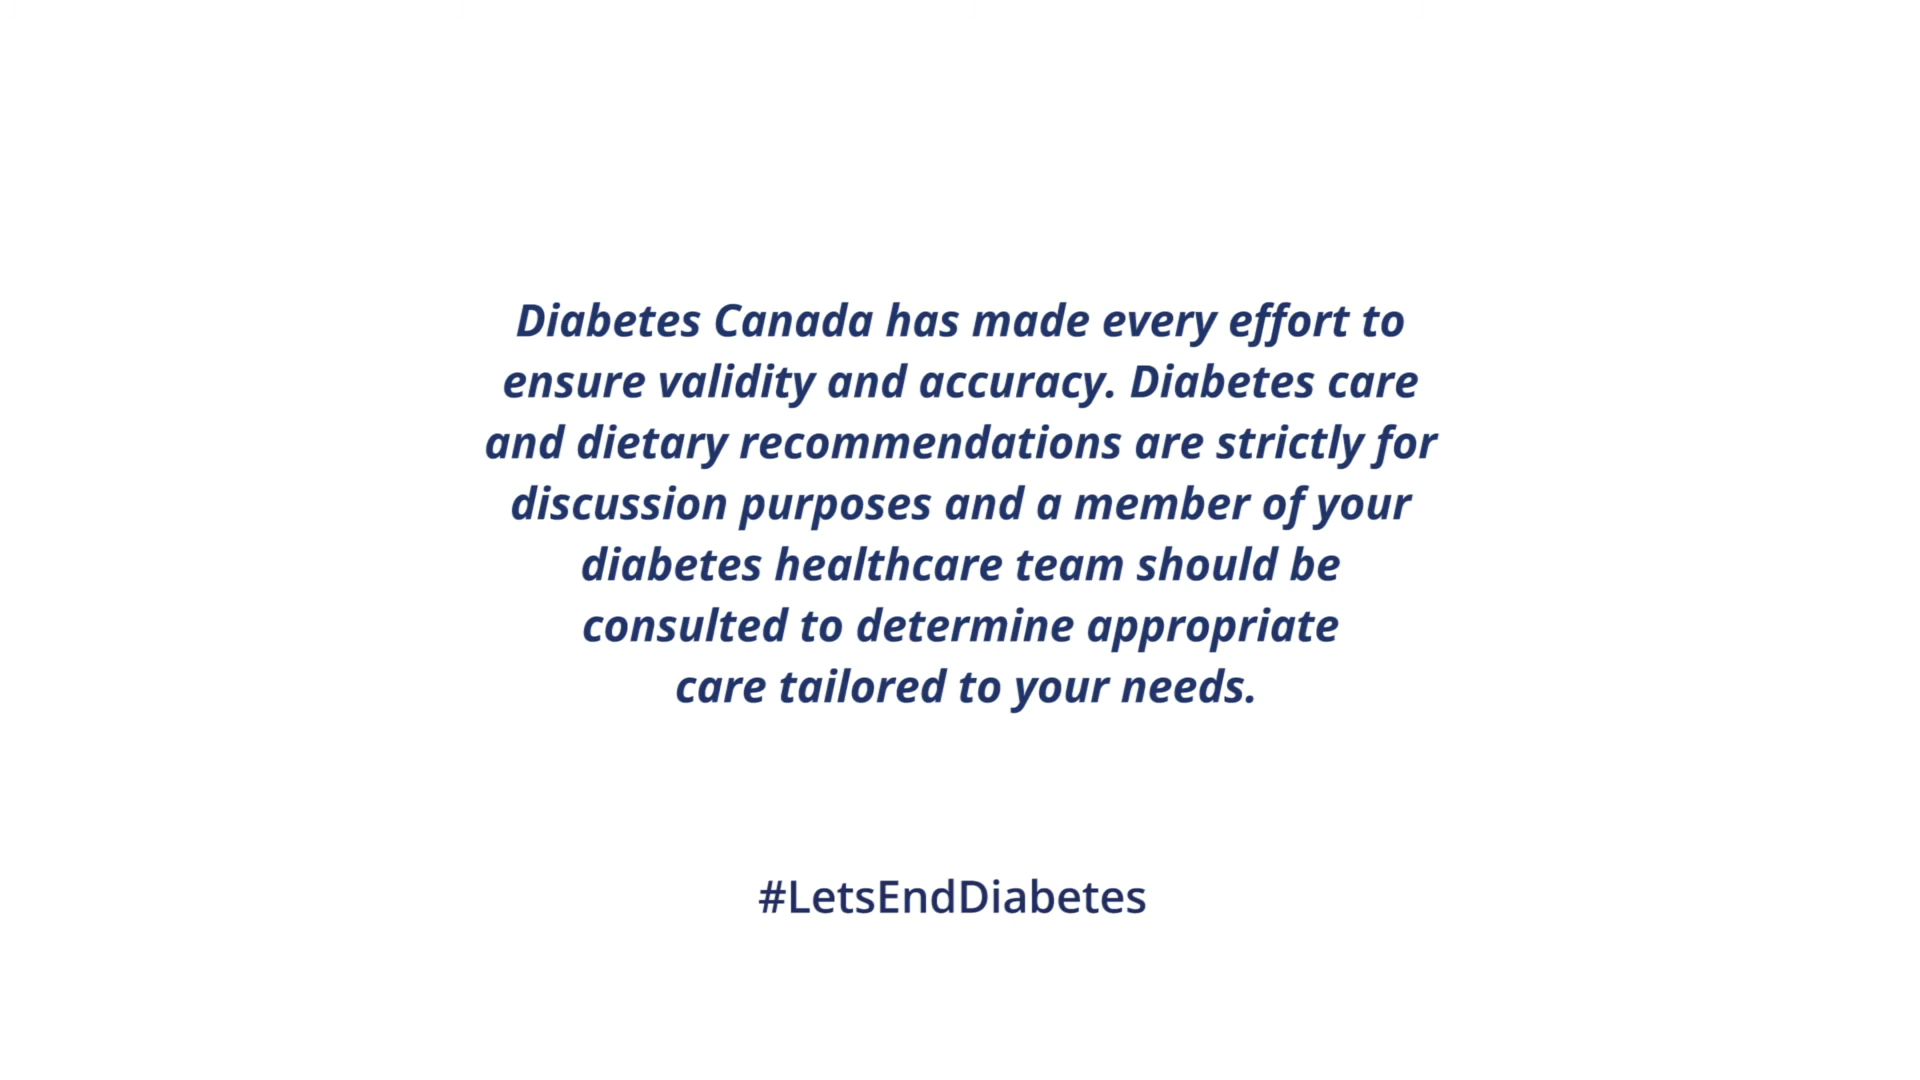 Diabetes Canada has made every effort to
ensure validity and accuracy. Diabetes care
and dietary recommendations are strictly for
discussion purposes and a member of your
diabetes healthcare team should be
consulted to determine appropriate
care tailored to your needs.
#LetsEndDiabetes